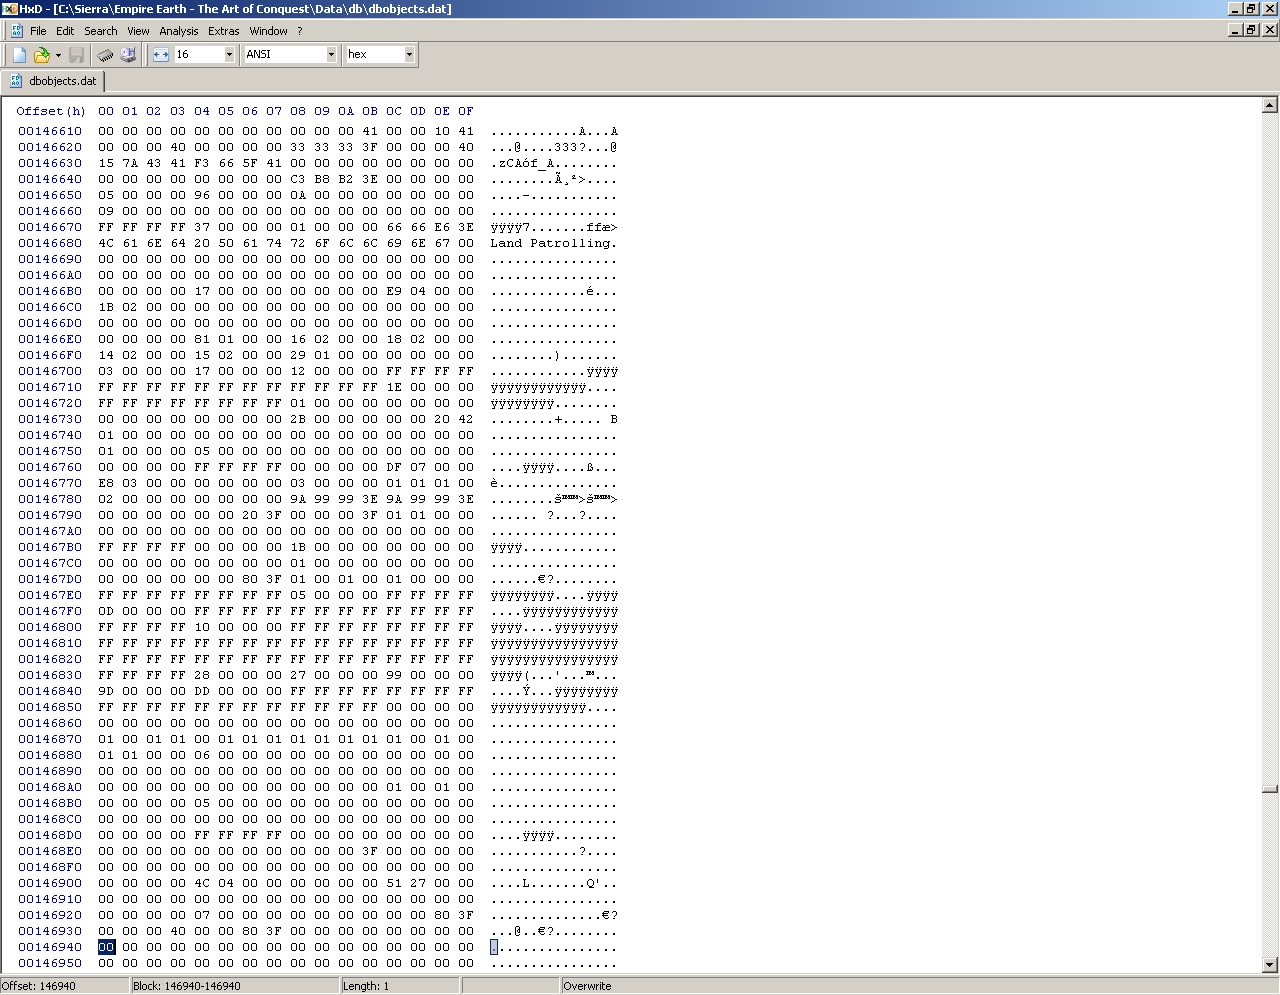 HxD - [C:\Sierra\Empire Earth - The Art of Conquest\Data\db\dbobjects.dat]
File Edit Search View Analysis Extras Window ?
16 ANSI hex
dbobjects.dat
Offset(h) 00 01 02 03 04 05 06 07 08 09 0A 0B 0C 0D 0E 0F
00146610 00 00 00 00 00 00 00 00 00 00 00 41 00 00 10 41 ...........A...A
00146620 00 00 00 40 00 00 00 00 33 33 33 3F 00 00 00 40 ...@....333?...@
00146630 15 7A 43 41 F3 66 5F 41 00 00 00 00 00 00 00 00 .zCAóf_A........
00146640 00 00 00 00 00 00 00 00 C3 B8 B2 3E 00 00 00 00 ........Ã¸²>....
00146650 05 00 00 00 96 00 00 00 0A 00 00 00 00 00 00 00 ....–...........
00146660 09 00 00 00 00 00 00 00 00 00 00 00 00 00 00 00 ................
00146670 FF FF FF FF 37 00 00 00 01 00 00 00 66 66 E6 3E ÿÿÿÿ7.......ffæ>
00146680 4C 61 6E 64 20 50 61 74 72 6F 6C 6C 69 6E 67 00 Land Patrolling.
00146690 00 00 00 00 00 00 00 00 00 00 00 00 00 00 00 00 ................
001466A0 00 00 00 00 00 00 00 00 00 00 00 00 00 00 00 00 ................
001466B0 00 00 00 00 17 00 00 00 00 00 00 00 E9 04 00 00 ............é...
001466C0 1B 02 00 00 00 00 00 00 00 00 00 00 00 00 00 00 ................
001466D0 00 00 00 00 00 00 00 00 00 00 00 00 00 00 00 00 ................
001466E0 00 00 00 00 81 01 00 00 16 02 00 00 18 02 00 00 ................
001466F0 14 02 00 00 15 02 00 00 29 01 00 00 00 00 00 00 ........).......
00146700 03 00 00 00 17 00 00 00 12 00 00 00 FF FF FF FF ............ÿÿÿÿ
00146710 FF FF FF FF FF FF FF FF FF FF FF FF 1E 00 00 00 ÿÿÿÿÿÿÿÿÿÿÿÿ....
00146720 FF FF FF FF FF FF FF FF 01 00 00 00 00 00 00 00 ÿÿÿÿÿÿÿÿ........
00146730 00 00 00 00 00 00 00 00 2B 00 00 00 00 00 20 42 ........+..... B
00146740 01 00 00 00 00 00 00 00 00 00 00 00 00 00 00 00 ................
00146750 01 00 00 00 05 00 00 00 00 00 00 00 00 00 00 00 ................
00146760 00 00 00 00 FF FF FF FF 00 00 00 00 DF 07 00 00 ....ÿÿÿÿ....ß...
00146770 E8 03 00 00 00 00 00 00 03 00 00 00 01 01 01 00 è...............
00146780 02 00 00 00 00 00 00 00 9A 99 99 3E 9A 99 99 3E ........š™™>š™™>
00146790 00 00 00 00 00 00 20 3F 00 00 00 3F 01 01 00 00 ...... ?...?....
001467A0 00 00 00 00 00 00 00 00 00 00 00 00 00 00 00 00 ................
001467B0 FF FF FF FF 00 00 00 00 1B 00 00 00 00 00 00 00 ÿÿÿÿ............
001467C0 00 00 00 00 00 00 00 00 01 00 00 00 00 00 00 00 ................
001467D0 00 00 00 00 00 00 80 3F 01 00 01 00 01 00 00 00 ......€?........
001467E0 FF FF FF FF FF FF FF FF 05 00 00 00 FF FF FF FF ÿÿÿÿÿÿÿÿ....ÿÿÿÿ
001467F0 0D 00 00 00 FF FF FF FF FF FF FF FF FF FF FF FF ....ÿÿÿÿÿÿÿÿÿÿÿÿ
00146800 FF FF FF FF 10 00 00 00 FF FF FF FF FF FF FF FF ÿÿÿÿ....ÿÿÿÿÿÿÿÿ
00146810 FF FF FF FF FF FF FF FF FF FF FF FF FF FF FF FF ÿÿÿÿÿÿÿÿÿÿÿÿÿÿÿÿ
00146820 FF FF FF FF FF FF FF FF FF FF FF FF FF FF FF FF ÿÿÿÿÿÿÿÿÿÿÿÿÿÿÿÿ
00146830 FF FF FF FF 28 00 00 00 27 00 00 00 99 00 00 00 ÿÿÿÿ(...'...™...
00146840 9D 00 00 00 DD 00 00 00 FF FF FF FF FF FF FF FF ....Ý...ÿÿÿÿÿÿÿÿ
00146850 FF FF FF FF FF FF FF FF FF FF FF FF 00 00 00 00 ÿÿÿÿÿÿÿÿÿÿÿÿ....
00146860 00 00 00 00 00 00 00 00 00 00 00 00 00 00 00 00 ................
00146870 01 00 01 01 00 01 01 01 01 01 01 01 01 00 01 00 ................
00146880 01 01 00 00 06 00 00 00 00 00 00 00 00 00 00 00 ................
00146890 00 00 00 00 00 00 00 00 00 00 00 00 00 00 00 00 ................
001468A0 00 00 00 00 00 00 00 00 00 00 00 00 01 00 01 00 ................
001468B0 00 00 00 00 05 00 00 00 00 00 00 00 00 00 00 00 ................
001468C0 00 00 00 00 00 00 00 00 00 00 00 00 00 00 00 00 ................
001468D0 00 00 00 00 FF FF FF FF 00 00 00 00 00 00 00 00 ....ÿÿÿÿ........
001468E0 00 00 00 00 00 00 00 00 00 00 00 3F 00 00 00 00 ...........?....
001468F0 00 00 00 00 00 00 00 00 00 00 00 00 00 00 00 00 ................
00146900 00 00 00 00 4C 04 00 00 00 00 00 00 51 27 00 00 ....L.......Q'..
00146910 00 00 00 00 00 00 00 00 00 00 00 00 00 00 00 00 ................
00146920 00 00 00 00 07 00 00 00 00 00 00 00 00 00 80 3F ..............€?
00146930 00 00 00 40 00 00 80 3F 00 00 00 00 00 00 00 00 ...@..€?........
00146940 00 00 00 00 00 00 00 00 00 00 00 00 00 00 00 00 ................
00146950 00 00 00 00 00 00 00 00 00 00 00 00 00 00 00 00 ................
Offset: 146940 Block: 146940-146940 Length: 1 Overwrite